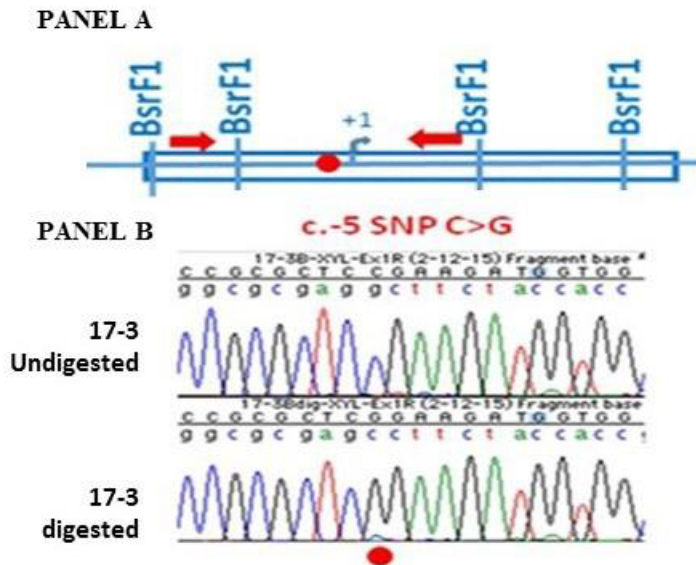 PANEL A
BsrF1
BsrF1
BsrF1
BsrF1
+1
PANEL B
c.-5 SNP C>G
17-3B-XYL-Ex1R (2-12-15) Fragment base #
C C G C G C T C C G A A G A T G G T G G
g g c g c g a g g c t t c t a c c a c c
17-3
Undigested
17-3Bdig-XYL-Ex1R (2-12-15) Fragment base
C C G C G C T C G G A A G A T G G T G G
g g c g c g a g c c t t c t a c c a c c g
17-3
digested